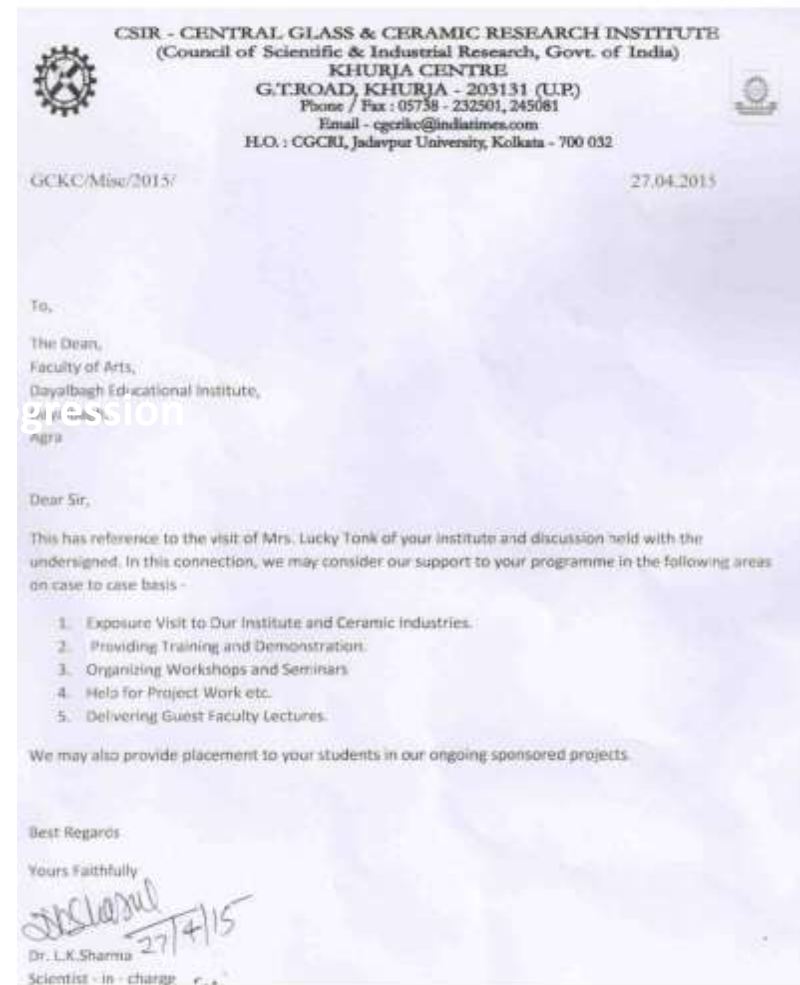 CSIR - CENTRAL GLASS & CERAMIC RESEARCH INSTITUTE
(Council of Scientific & Industrial Research, Govt. of India)
KHURJA CENTRE
G.T.ROAD, KHURJA - 203131 (U.P.)
Phone / Fax : 05738 - 232501, 245081
Email - cgcrikc@indiatimes.com
H.O. : CGCRI, Jadavpur University, Kolkata - 700 032
GCKC/Misc/2015/ 27.04.2015
To,
The Dean,
Faculty of Arts,
Dayalbagh Educational Institute,
gression
Agra
Dear Sir,
This has reference to the visit of Mrs. Lucky Tonk of your institute and discussion held with the
undersigned. In this connection, we may consider our support to your programme in the following areas
on case to case basis -
1. Exposure Visit to Our Institute and Ceramic Industries.
2. Providing Training and Demonstration.
3. Organizing Workshops and Seminars
4. Help for Project Work etc.
5. Delivering Guest Faculty Lectures.
We may also provide placement to your students in our ongoing sponsored projects.
Best Regards
Yours Faithfully
27/4/15
Dr. L.K.Sharma
Scientist - in - charge